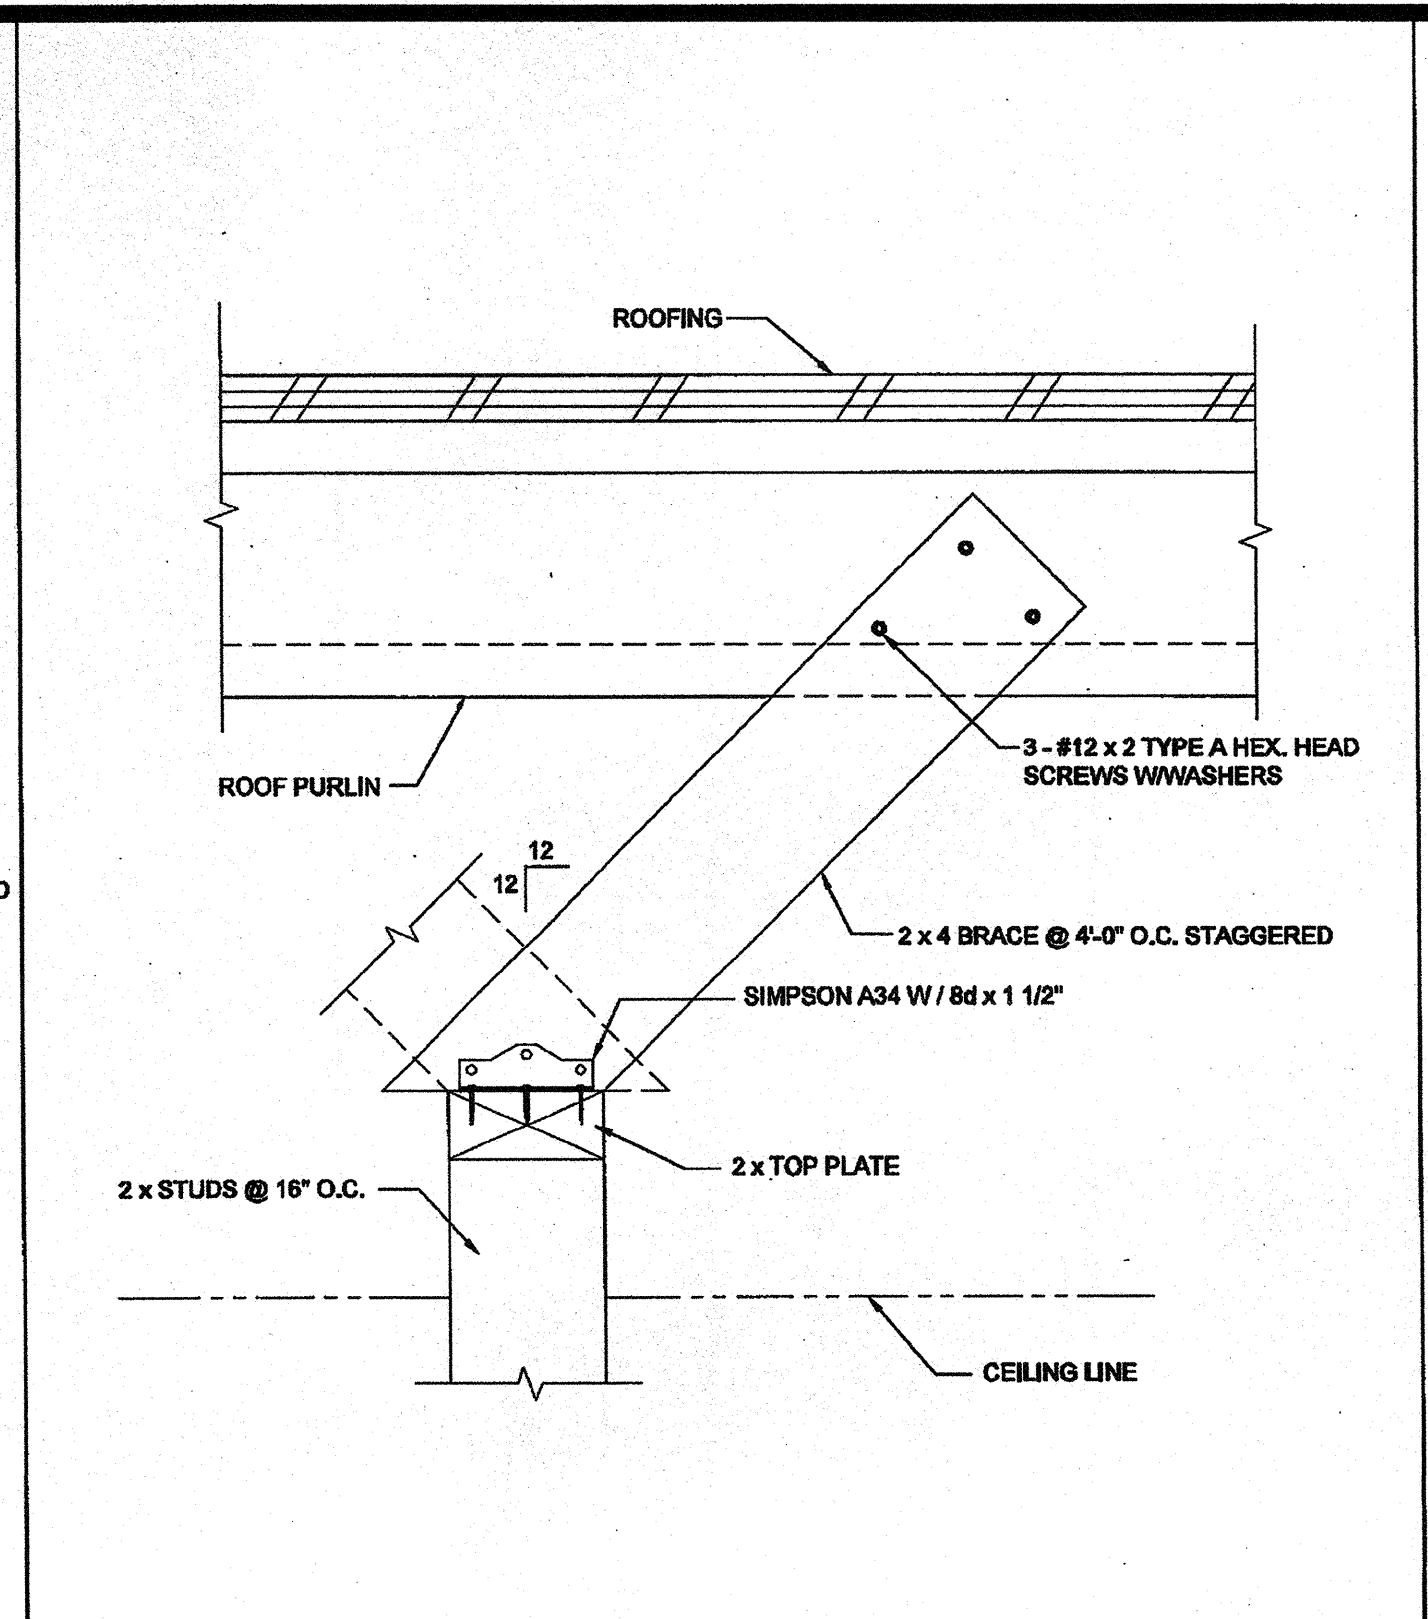 ROOFING
3 - #12 x 2 TYPE A HEX. HEAD
SCREWS W/WASHERS
ROOF PURLIN
12
12
2 x 4 BRACE @ 4'-0" O.C. STAGGERED
SIMPSON A34 W / 8d x 1 1/2"
2 x TOP PLATE
2 x STUDS @ 16" O.C.
CEILING LINE